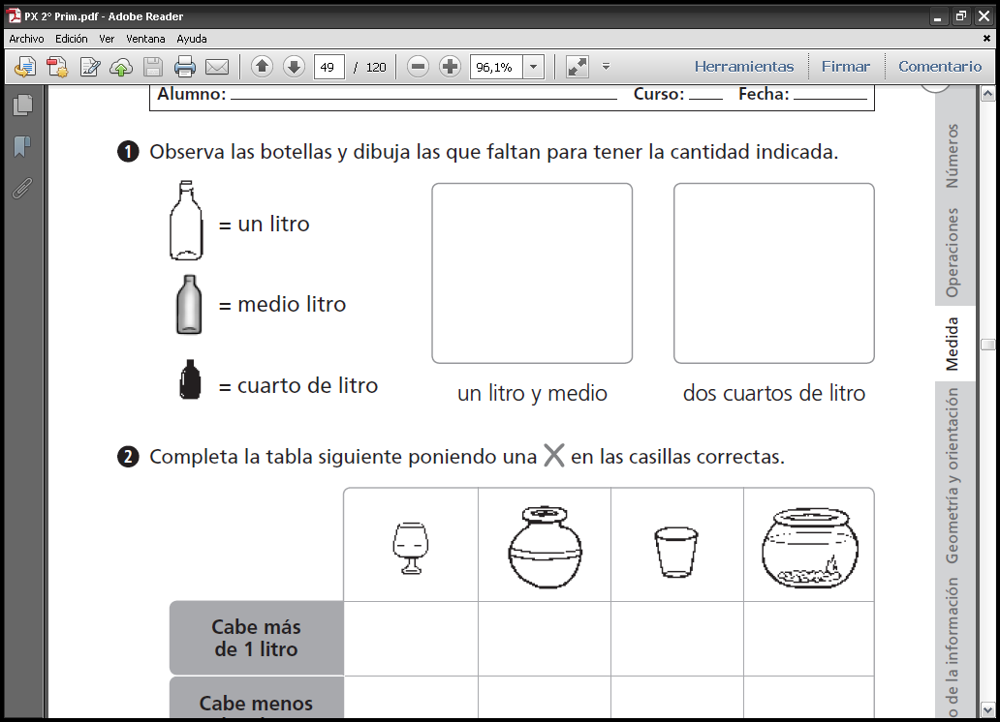 PX 2° Prim.pdf - Adobe Reader
Archivo Edición Ver Ventana Ayuda
49 / 120 96,1% Herramientas Firmar Comentario
Alumno: Curso: Fecha:
1 Observa las botellas y dibuja las que faltan para tener la cantidad indicada.
= un litro
= medio litro
= cuarto de litro
un litro y medio
dos cuartos de litro
2 Completa la tabla siguiente poniendo una X en las casillas correctas.
Cabe más
de 1 litro
Cabe menos
Números
Operaciones
Medida
Geometría y orientación
o de la información